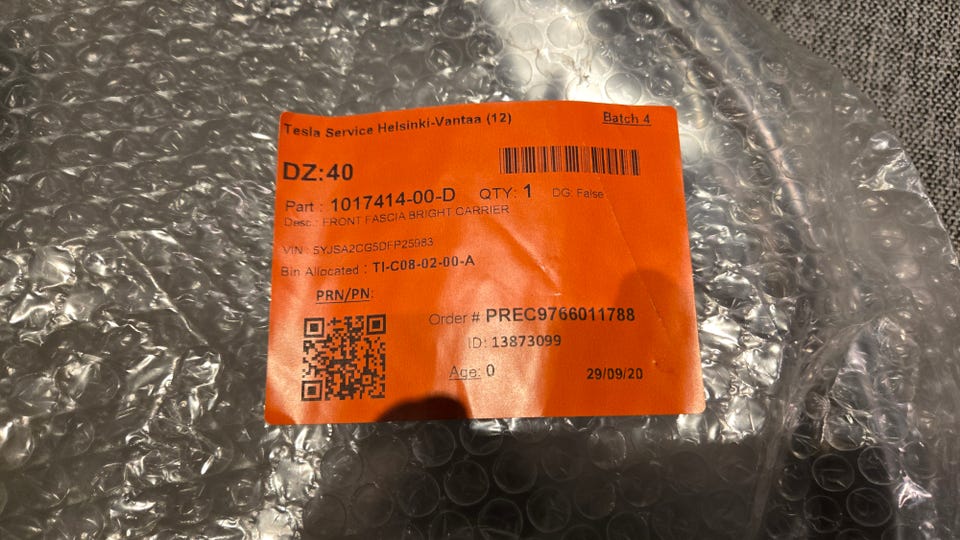 Tesla Service Helsinki-Vantaa (12) Batch 4
DZ:40
Part : 1017414-00-D QTY: 1 DG: False
Desc : FRONT FASCIA BRIGHT CARRIER
VIN : 5YJSA2CG5DFP25983
Bin Allocated : TI-C08-02-00-A
PRN/PN:
Order # PREC9766011788
ID: 13873099
Age: 0 29/09/20